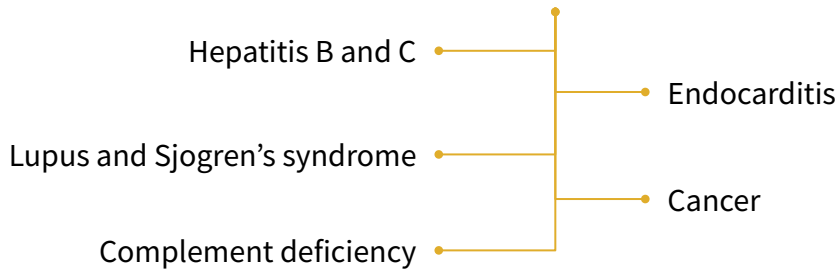 Hepatitis B and C
Endocarditis
Lupus and Sjogren’s syndrome
Cancer
Complement deficiency